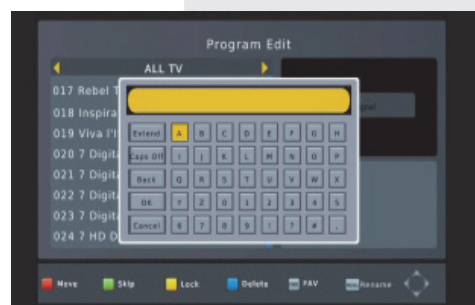 Program Edit
ALL TV
017 Rebel T
018 Inspira
019 Viva l'I
020 7 Digit
021 7 Digit
022 7 Digit
023 7 Digit
024 7 HD D
Extend A B C D E F G H
Caps Off I J K L M N O P
Back Q R S T U V W X
OK Y Z 0 1 2 3 4 5
Cancel 6 7 8 9 ! ? # .
Move Skip Lock Delete FAV Rename